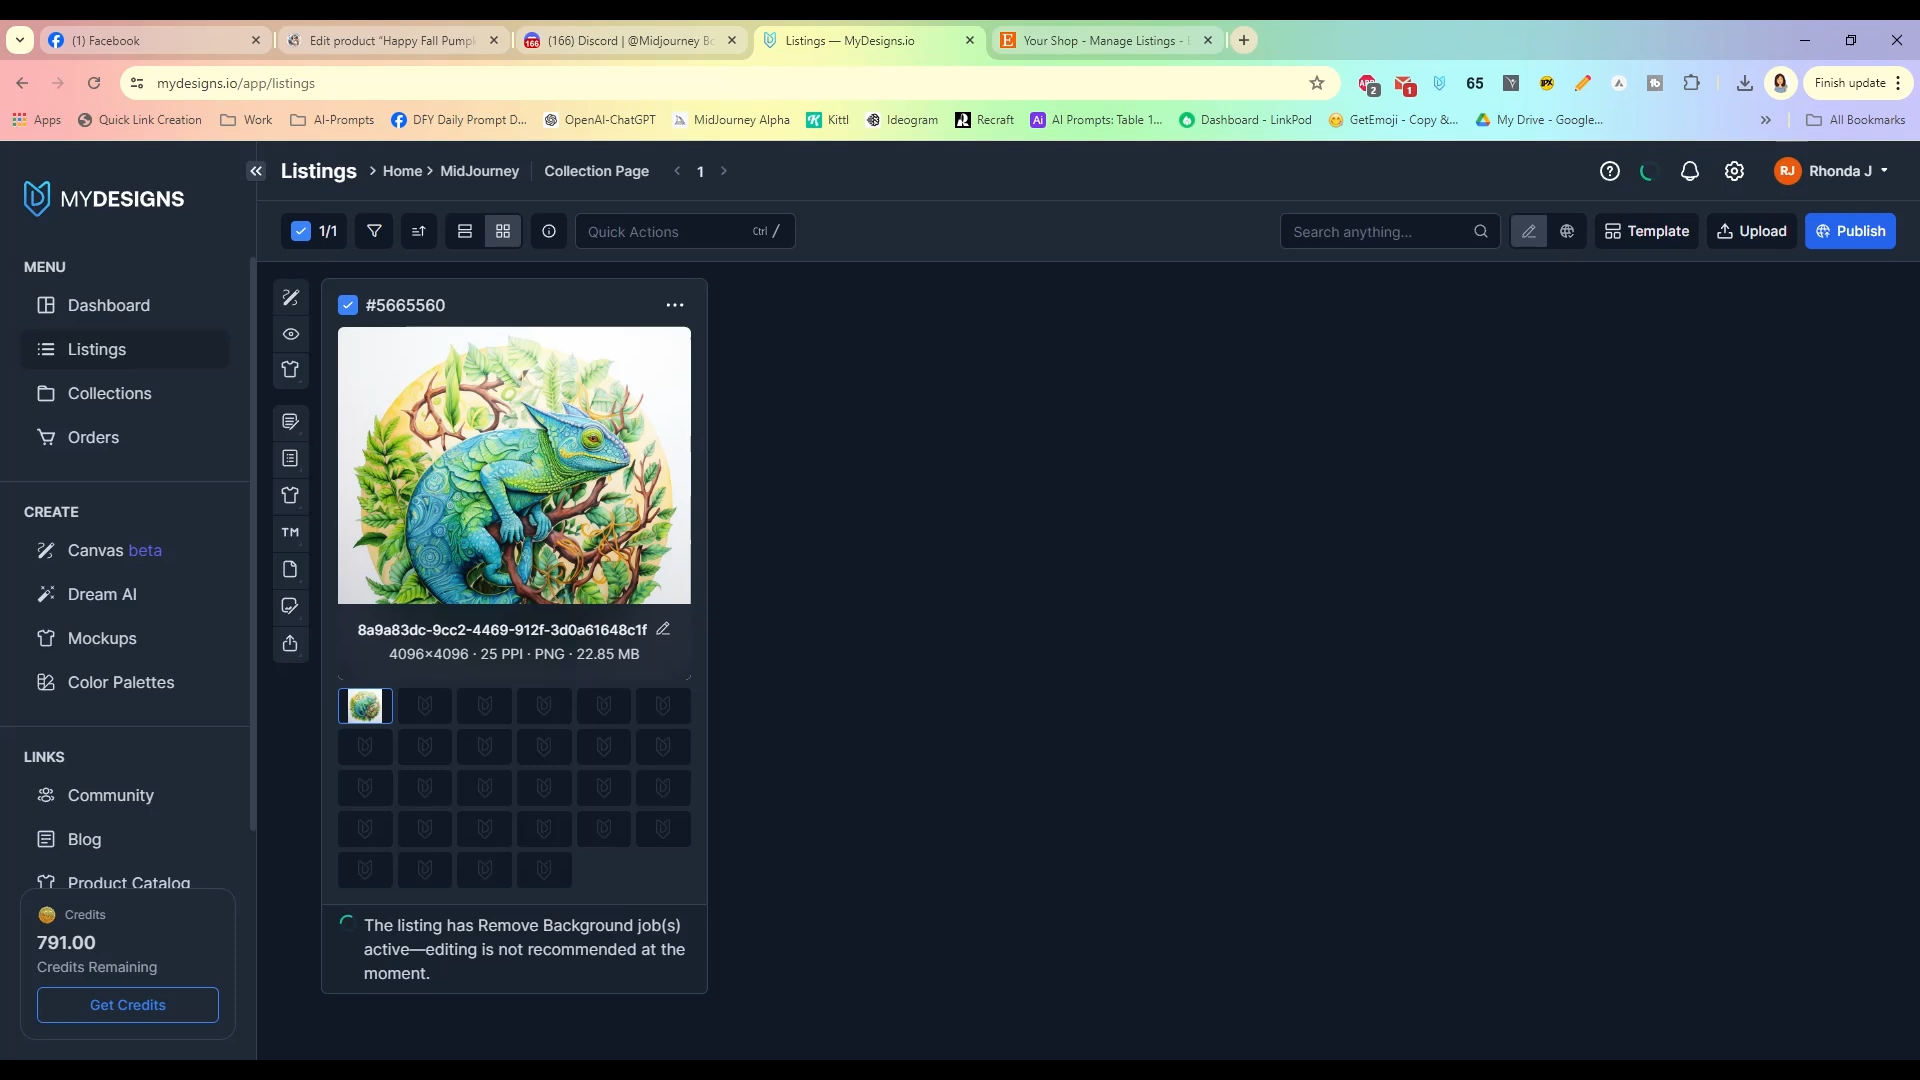 (1) Facebook
Edit product "Happy Fall Pumpk
(166) Discord | @Midjourney Bo
Listings — MyDesigns.io
Your Shop - Manage Listings -
mydesigns.io/app/listings
2
1
65
Finish update
Apps
Quick Link Creation
Work
AI-Prompts
DFY Daily Prompt D...
OpenAI-ChatGPT
MidJourney Alpha
Kittl
Ideogram
Recraft
AI Prompts: Table 1...
Dashboard - LinkPod
GetEmoji - Copy &...
My Drive - Google...
All Bookmarks
MYDESIGNS
Listings > Home > MidJourney
Collection Page
1
RJ Rhonda J
1/1
Quick Actions Ctrl /
Search anything...
Template
Upload
Publish
MENU
Dashboard
Listings
Collections
Orders
CREATE
Canvas beta
Dream AI
Mockups
Color Palettes
LINKS
Community
Blog
Product Catalog
Credits
791.00
Credits Remaining
Get Credits
TM
#5665560
8a9a83dc-9cc2-4469-912f-3d0a61648c1f
4096×4096 · 25 PPI · PNG · 22.85 MB
The listing has Remove Background job(s)
active—editing is not recommended at the
moment.